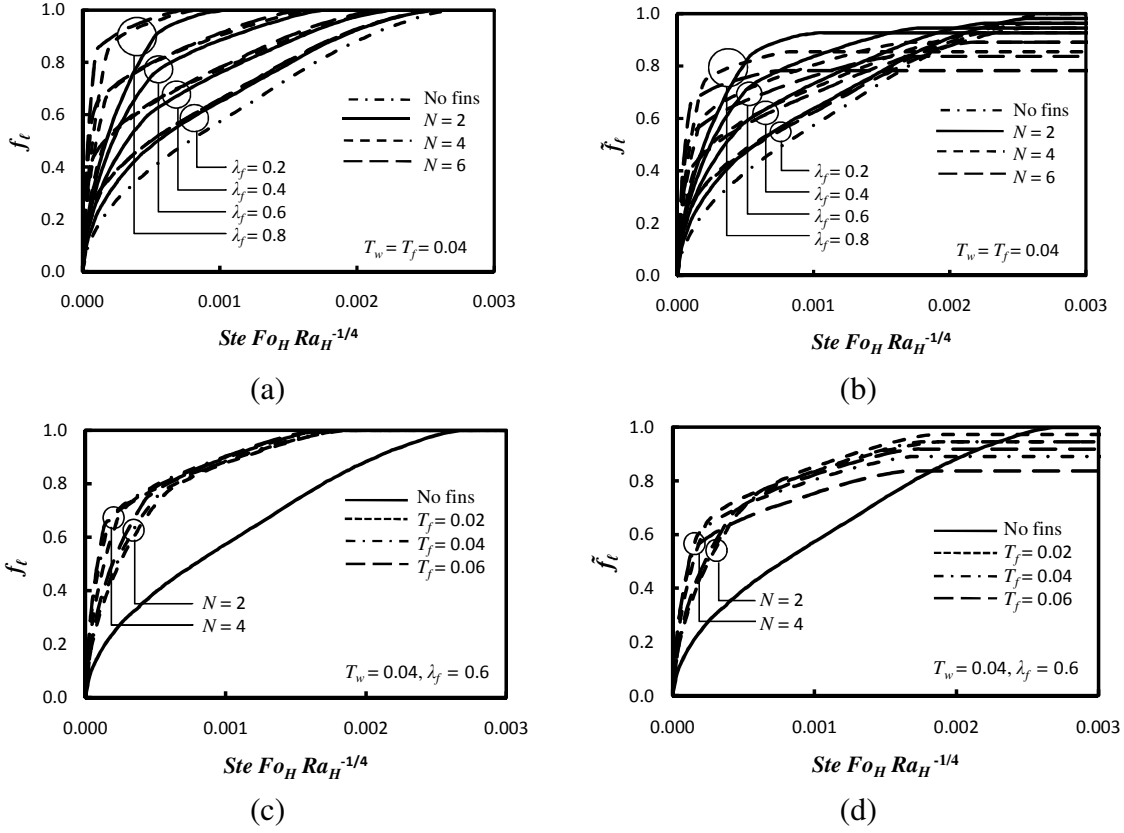 1.0
0.8
0.6
0.4
0.2
0.0
f_ℓ
No fins
N = 2
N = 4
N = 6
λ_f = 0.2
λ_f = 0.4
λ_f = 0.6
λ_f = 0.8
T_w = T_f = 0.04
0.000 0.001 0.002 0.003
Ste Fo_H Ra_H^-1/4
(a)
1.0
0.8
0.6
0.4
0.2
0.0
f̃_ℓ
No fins
N = 2
N = 4
N = 6
λ_f = 0.2
λ_f = 0.4
λ_f = 0.6
λ_f = 0.8
T_w = T_f = 0.04
0.000 0.001 0.002 0.003
Ste Fo_H Ra_H^-1/4
(b)
1.0
0.8
0.6
0.4
0.2
0.0
f_ℓ
No fins
T_f = 0.02
T_f = 0.04
T_f = 0.06
N = 2
N = 4
T_w = 0.04, λ_f = 0.6
0.000 0.001 0.002 0.003
Ste Fo_H Ra_H^-1/4
(c)
1.0
0.8
0.6
0.4
0.2
0.0
f̃_ℓ
No fins
T_f = 0.02
T_f = 0.04
T_f = 0.06
N = 2
N = 4
T_w = 0.04, λ_f = 0.6
0.000 0.001 0.002 0.003
Ste Fo_H Ra_H^-1/4
(d)